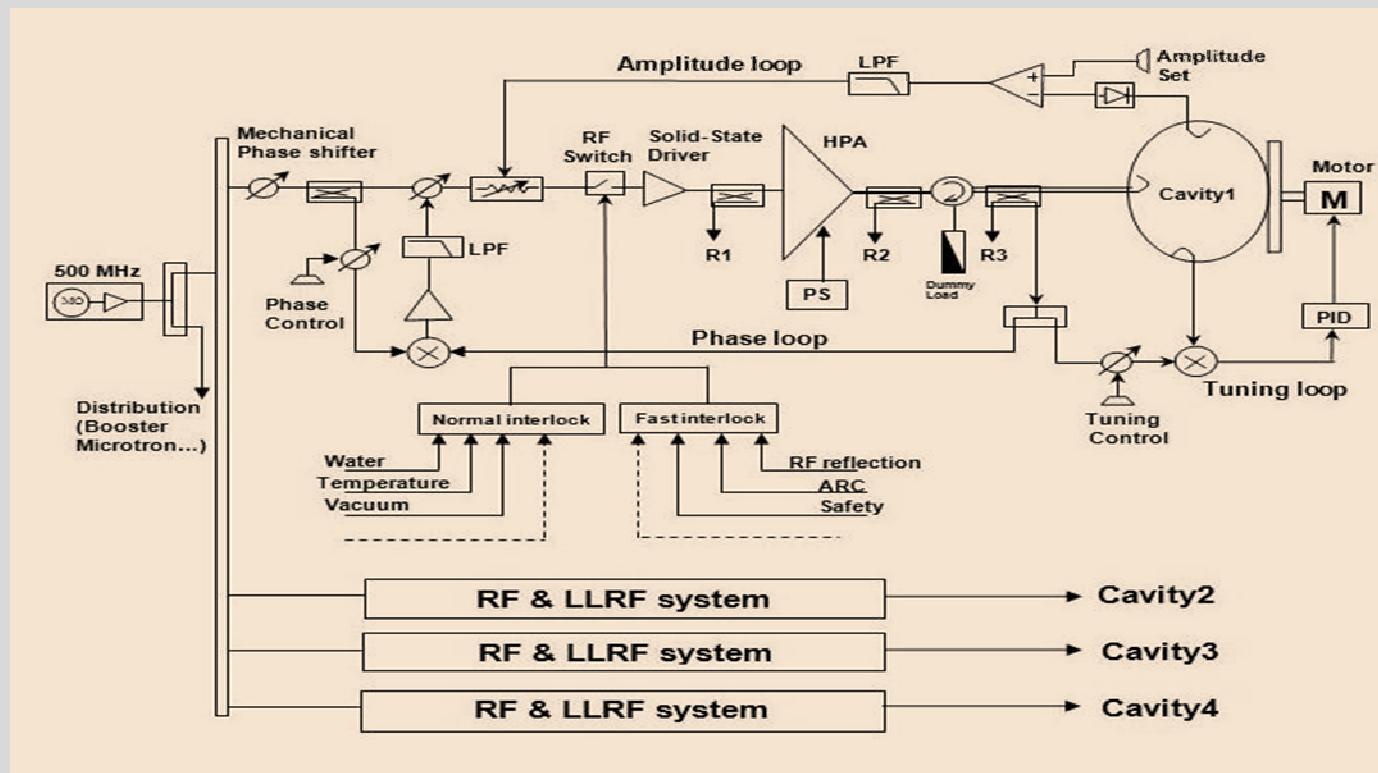 Amplitude loop
LPF
Amplitude
Set
+
−
Mechanical
Phase shifter
RF
Switch
Solid-State
Driver
HPA
Cavity1
Motor
M
LPF
R1
R2
R3
500 MHz
Phase
Control
PS
Dummy
Load
PID
Phase loop
Tuning loop
Distribution
(Booster
Microtron...)
Normal interlock
Fast interlock
Tuning
Control
Water
Temperature
Vacuum
RF reflection
ARC
Safety
RF & LLRF system
Cavity2
RF & LLRF system
Cavity3
RF & LLRF system
Cavity4